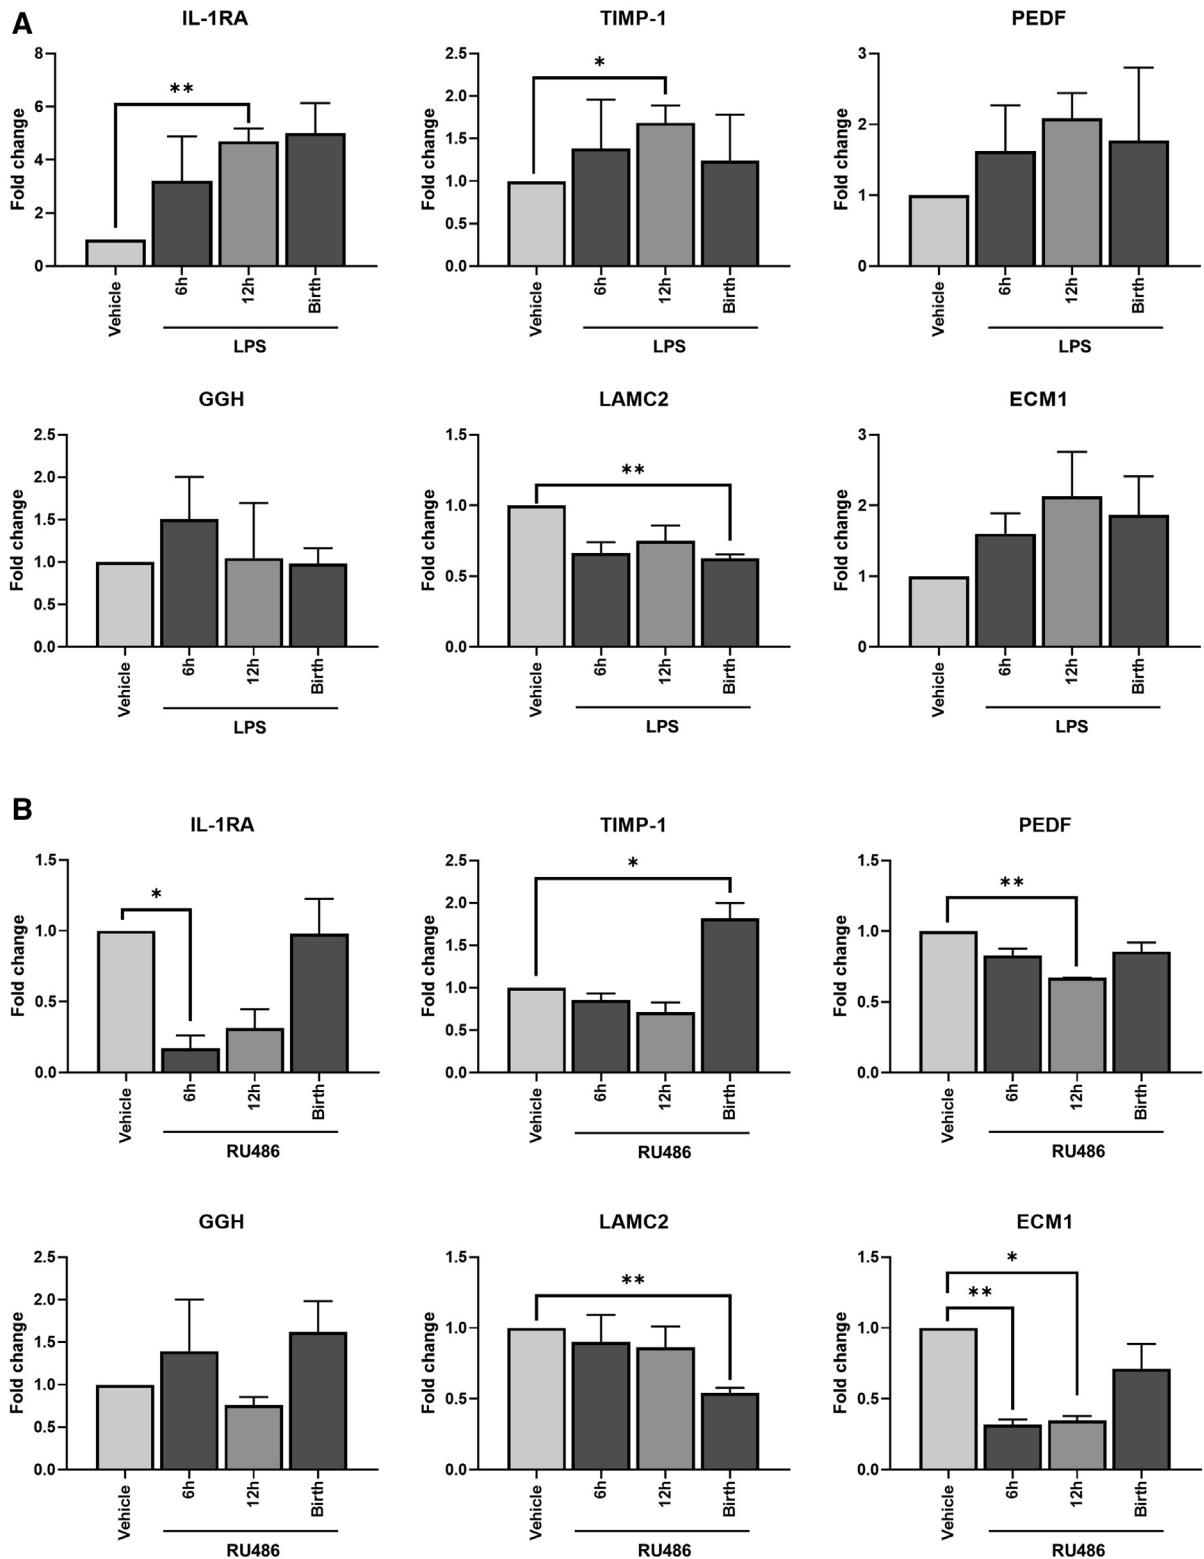 A
IL-1RA
TIMP-1
PEDF
8
6
4
2
0
Fold change
**
Vehicle
6h
12h
Birth
LPS
2.5
2.0
1.5
1.0
0.5
0.0
Fold change
*
Vehicle
6h
12h
Birth
LPS
3
2
1
0
Fold change
Vehicle
6h
12h
Birth
LPS
GGH
LAMC2
ECM1
2.5
2.0
1.5
1.0
0.5
0.0
Fold change
Vehicle
6h
12h
Birth
LPS
1.5
1.0
0.5
0.0
Fold change
**
Vehicle
6h
12h
Birth
LPS
3
2
1
0
Fold change
Vehicle
6h
12h
Birth
LPS
B
IL-1RA
TIMP-1
PEDF
1.5
1.0
0.5
0.0
Fold change
*
Vehicle
6h
12h
Birth
RU486
2.5
2.0
1.5
1.0
0.5
0.0
Fold change
*
Vehicle
6h
12h
Birth
RU486
1.5
1.0
0.5
0.0
Fold change
**
Vehicle
6h
12h
Birth
RU486
GGH
LAMC2
ECM1
2.5
2.0
1.5
1.0
0.5
0.0
Fold change
Vehicle
6h
12h
Birth
RU486
1.5
1.0
0.5
0.0
Fold change
**
Vehicle
6h
12h
Birth
RU486
1.5
1.0
0.5
0.0
Fold change
*
**
Vehicle
6h
12h
Birth
RU486